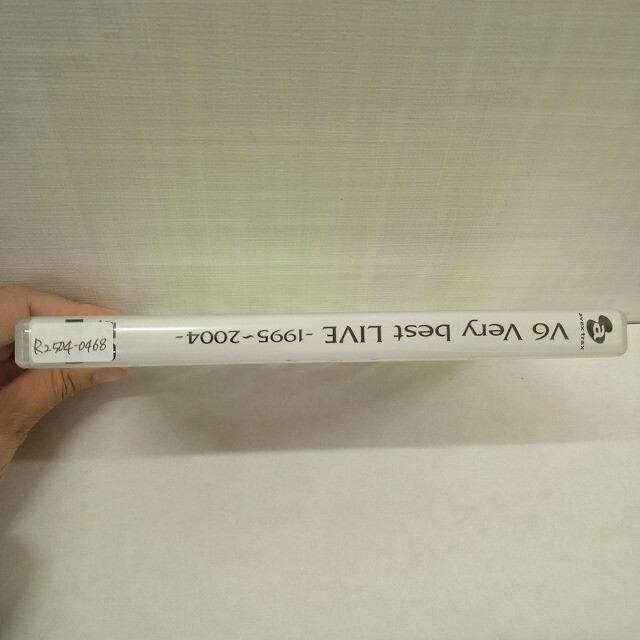 V6 Very best LIVE -1995~2004-
a
avex trax
R2504-0468